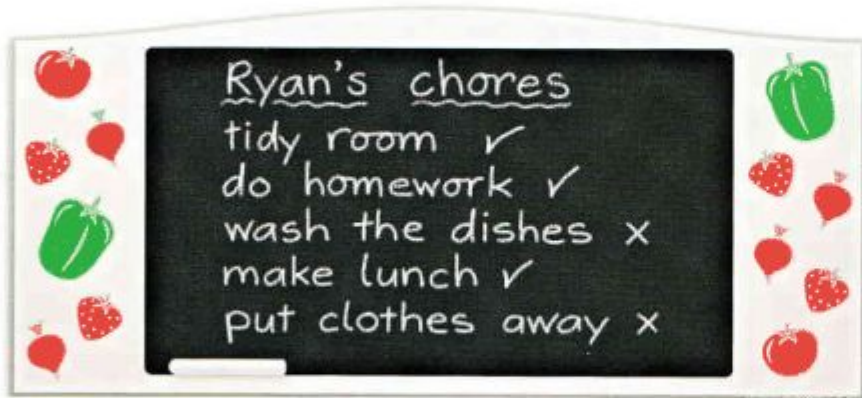 Ryan's chores
tidy room ✓
do homework ✓
wash the dishes x
make lunch ✓
put clothes away x